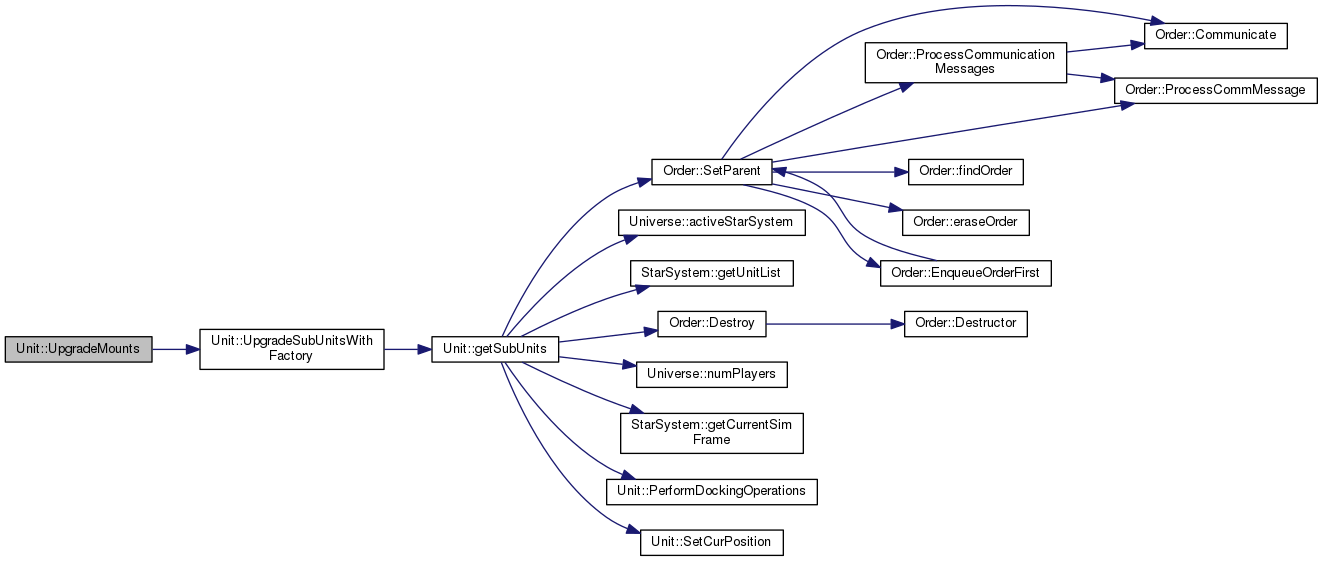 Unit::UpgradeMounts
Unit::UpgradeSubUnitsWith
Factory
Unit::getSubUnits
Order::SetParent
Universe::activeStarSystem
StarSystem::getUnitList
Order::Destroy
Universe::numPlayers
StarSystem::getCurrentSim
Frame
Unit::PerformDockingOperations
Unit::SetCurPosition
Order::Communicate
Order::ProcessCommunication
Messages
Order::ProcessCommMessage
Order::findOrder
Order::eraseOrder
Order::EnqueueOrderFirst
Order::Destructor